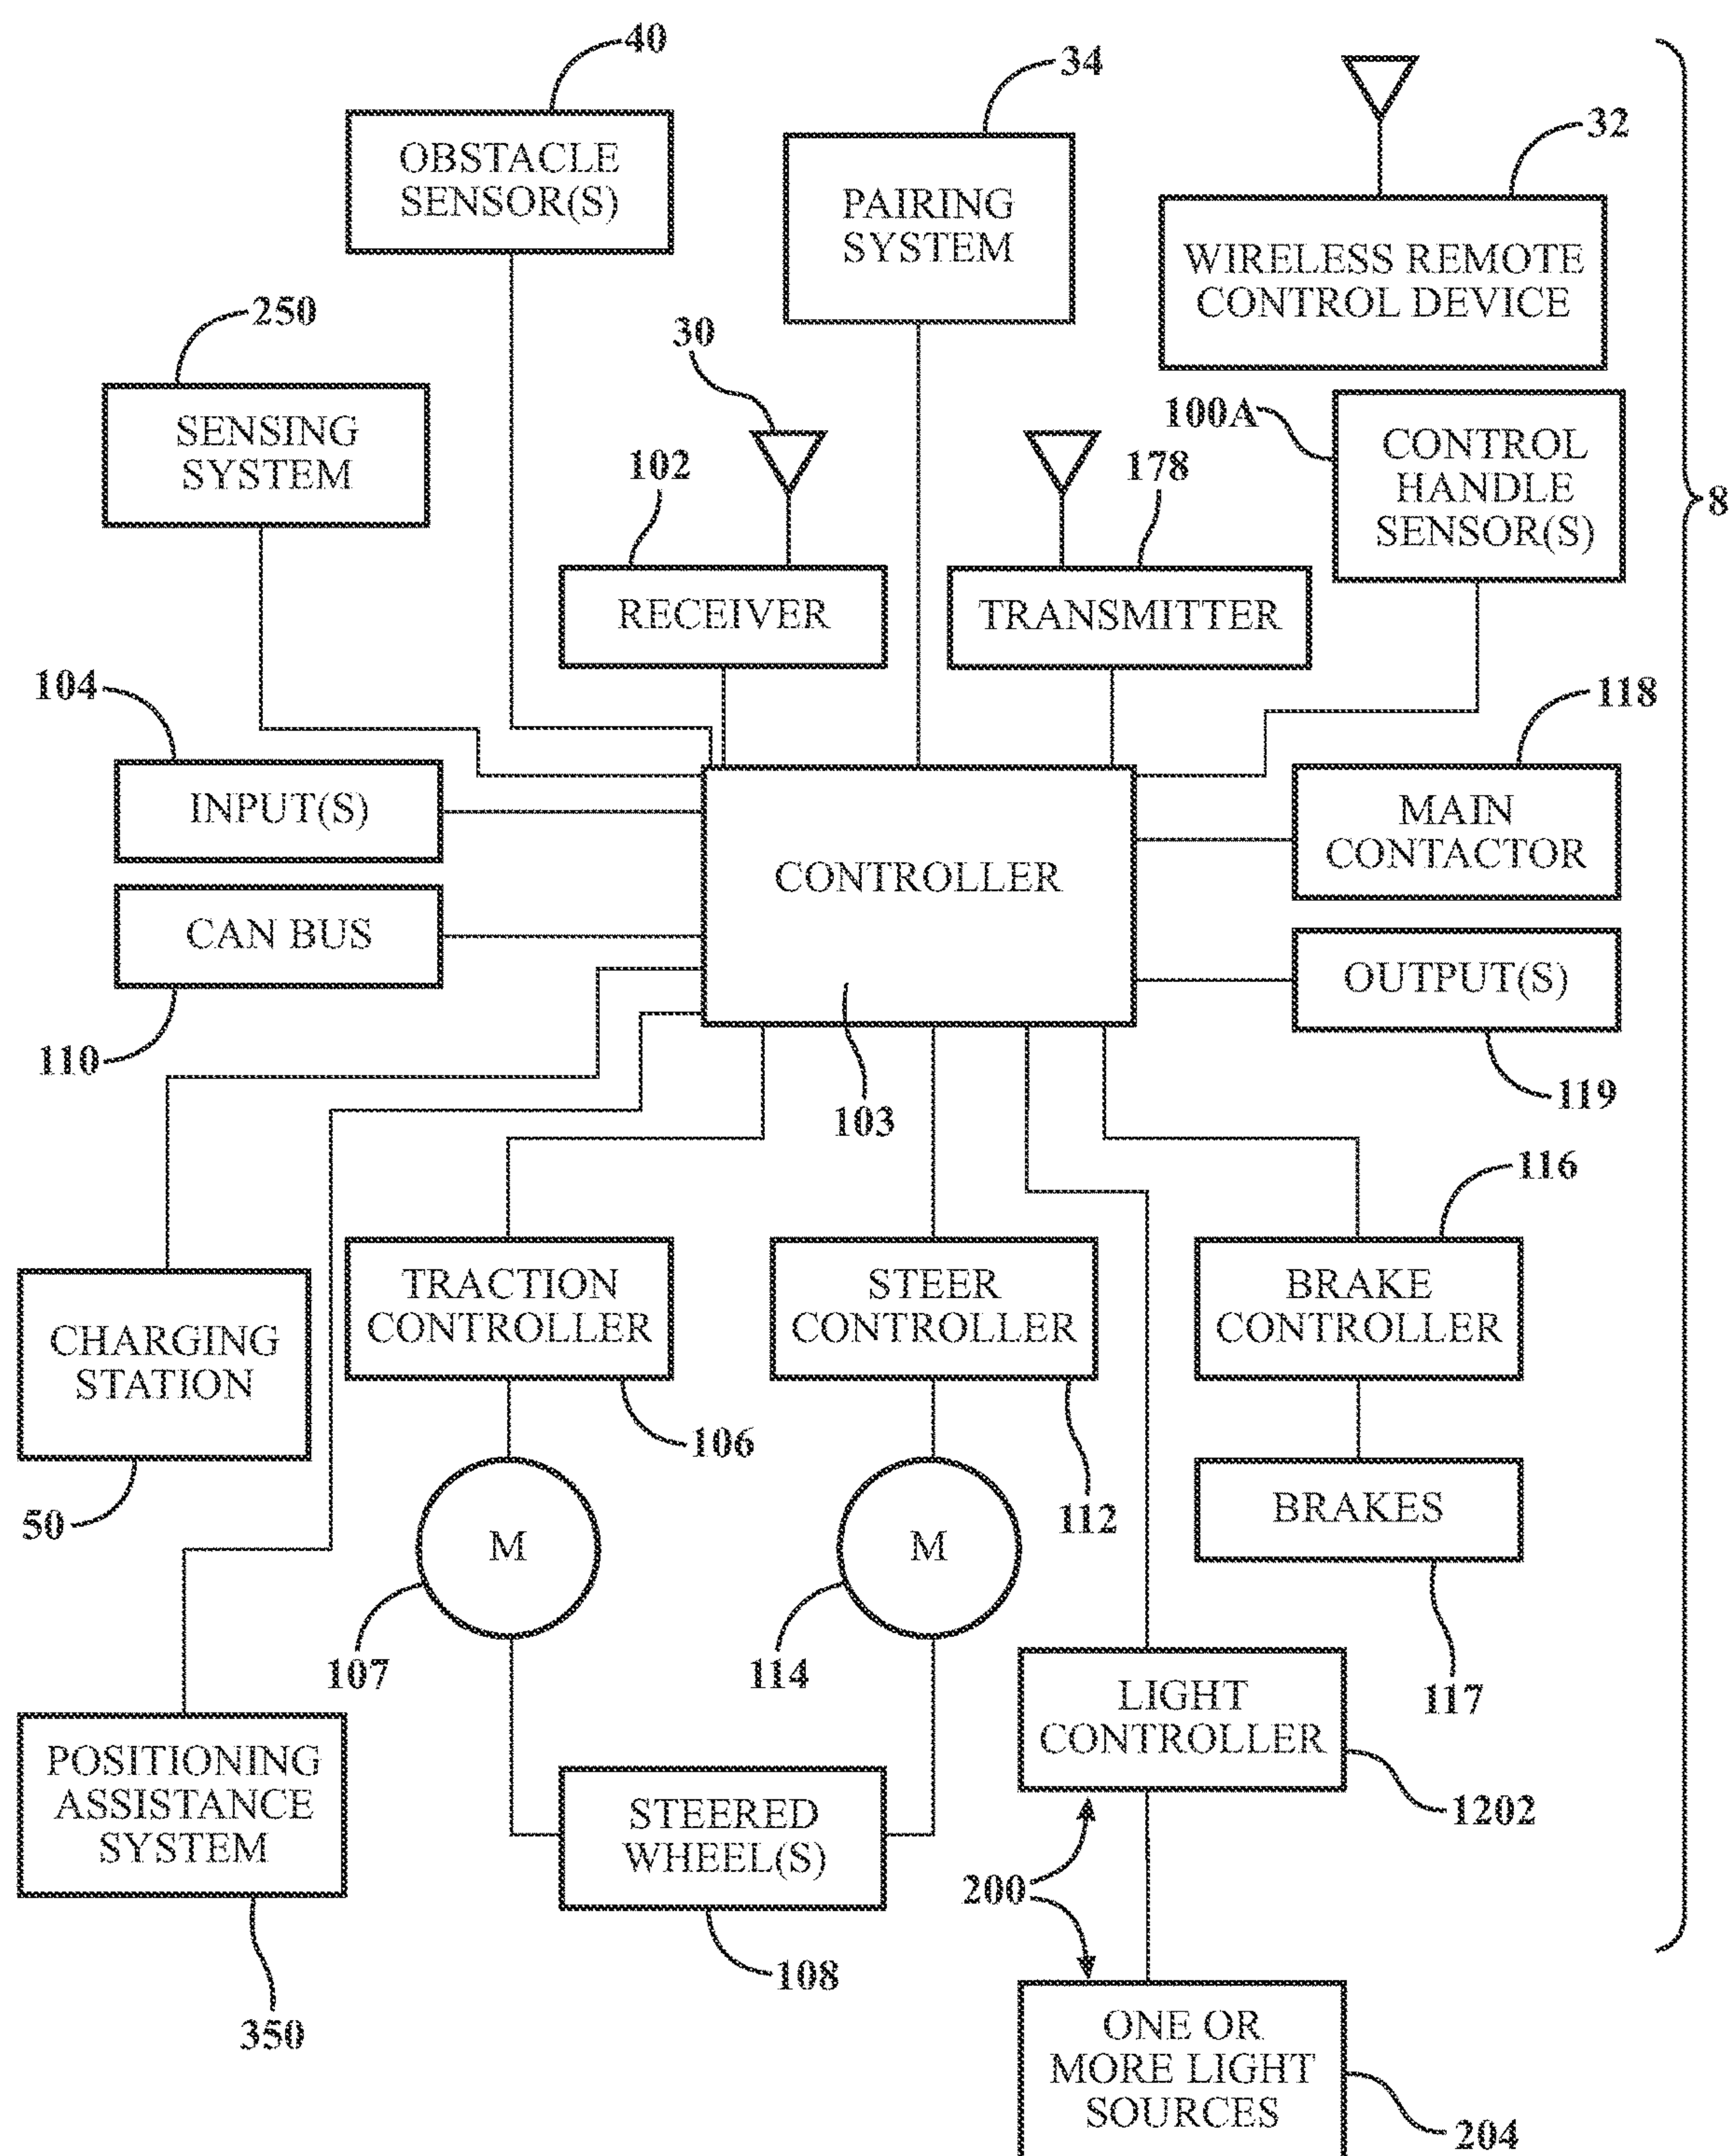 40
34
32
OBSTACLE
SENSOR(S)
PAIRING
SYSTEM
WIRELESS REMOTE
CONTROL DEVICE
250
30
100A
SENSING
SYSTEM
102
178
CONTROL
HANDLE
SENSOR(S)
8
RECEIVER
TRANSMITTER
104
118
INPUT(S)
MAIN
CONTACTOR
CONTROLLER
CAN BUS
OUTPUT(S)
110
103
119
116
TRACTION
CONTROLLER
STEER
CONTROLLER
BRAKE
CONTROLLER
CHARGING
STATION
106
112
50
M
M
BRAKES
107
114
117
LIGHT
CONTROLLER
POSITIONING
ASSISTANCE
SYSTEM
STEERED
WHEEL(S)
1202
200
108
350
ONE OR
MORE LIGHT
SOURCES
204